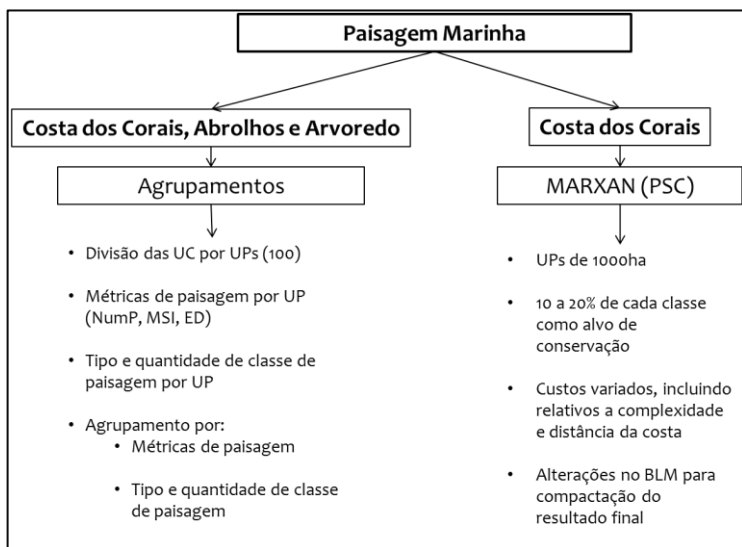 Paisagem Marinha
Costa dos Corais, Abrolhos e Arvoredo
Agrupamentos
• Divisão das UC por UPs (100)
• Métricas de paisagem por UP
(NumP, MSI, ED)
• Tipo e quantidade de classe de
paisagem por UP
• Agrupamento por:
• Métricas de paisagem
• Tipo e quantidade de classe
de paisagem
Costa dos Corais
MARXAN (PSC)
• UPs de 1000ha
• 10 a 20% de cada classe
como alvo de
conservação
• Custos variados, incluindo
relativos a complexidade
e distância da costa
• Alterações no BLM para
compactação do
resultado final